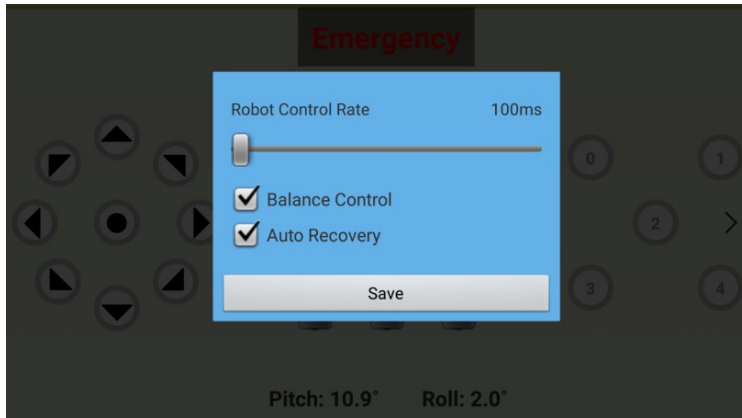 Emergency
Robot Control Rate 100ms
Balance Control
Auto Recovery
Save
0
1
2
3
4
Pitch: 10.9° Roll: 2.0°